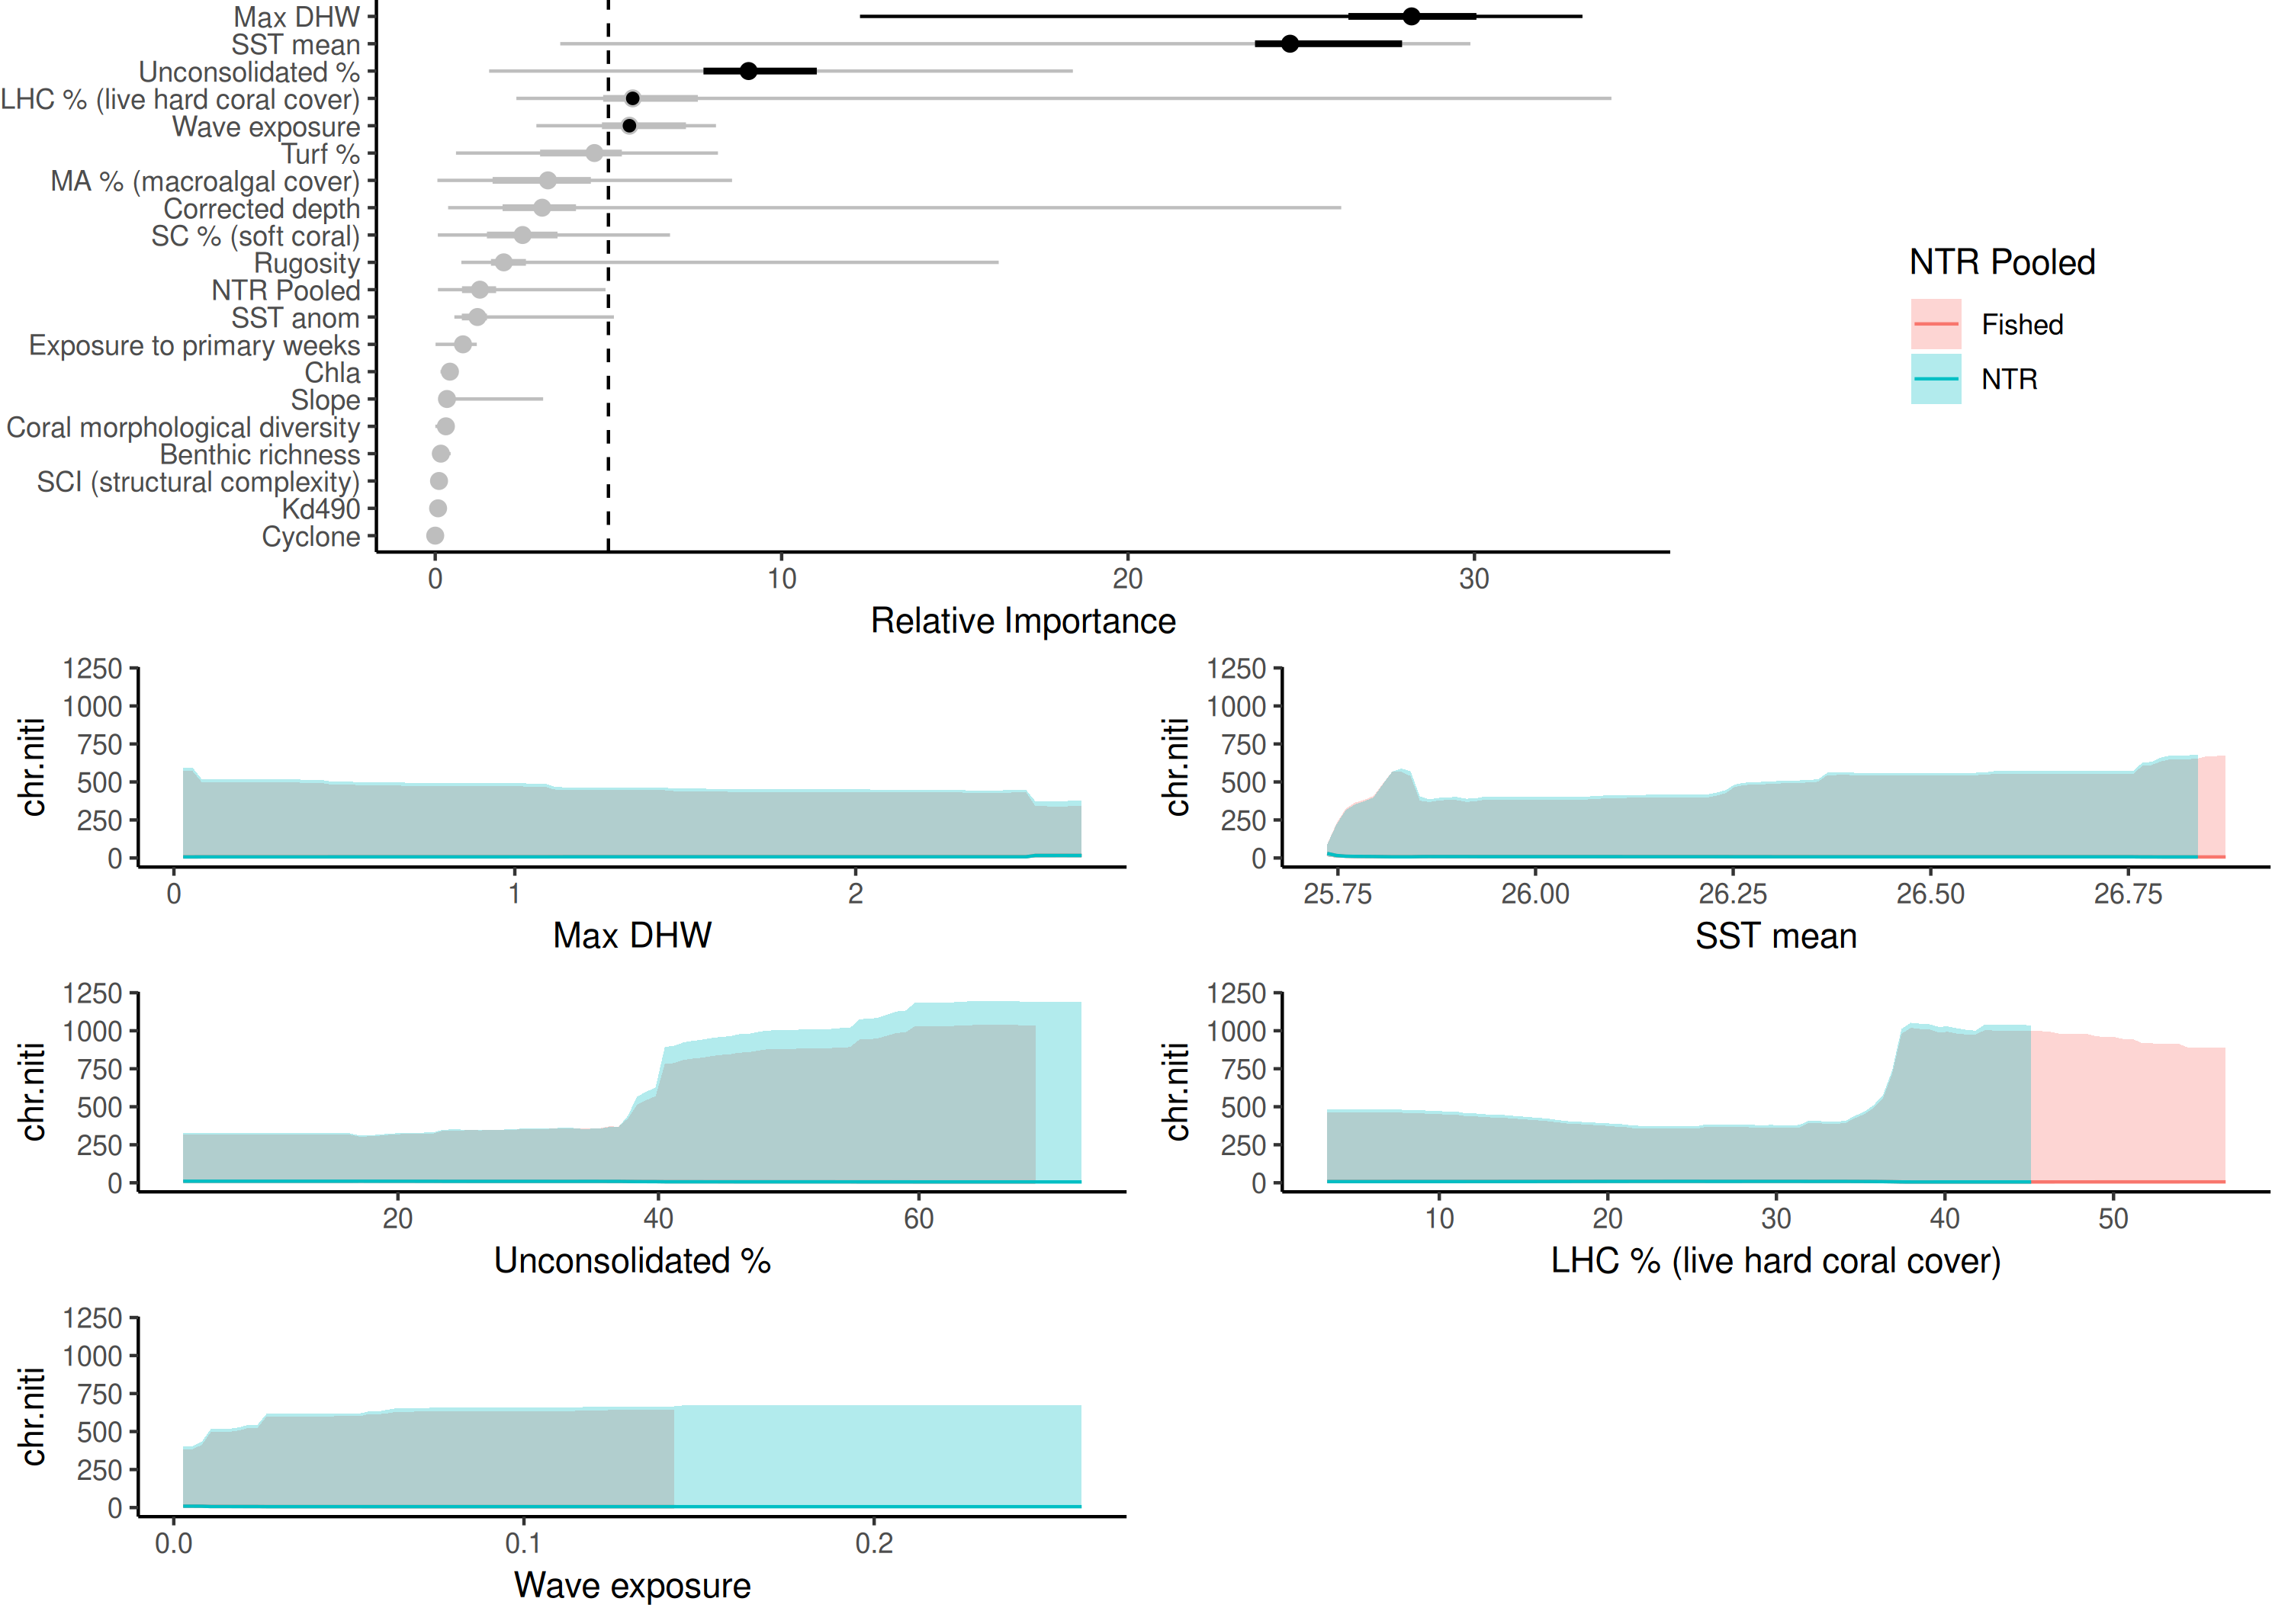 Max DHW
SST mean
Unconsolidated %
LHC % (live hard coral cover)
Wave exposure
Turf %
MA % (macroalgal cover)
Corrected depth
SC % (soft coral)
Rugosity
NTR Pooled
SST anom
Exposure to primary weeks
Chla
Slope
Coral morphological diversity
Benthic richness
SCI (structural complexity)
Kd490
Cyclone
0 10 20 30
Relative Importance
NTR Pooled
Fished
NTR
1250
1000
750
500
250
0
chr.niti
0 1 2
Max DHW
1250
1000
750
500
250
0
chr.niti
25.75 26.00 26.25 26.50 26.75
SST mean
1250
1000
750
500
250
0
chr.niti
20 40 60
Unconsolidated %
1250
1000
750
500
250
0
chr.niti
10 20 30 40 50
LHC % (live hard coral cover)
1250
1000
750
500
250
0
chr.niti
0.0 0.1 0.2
Wave exposure